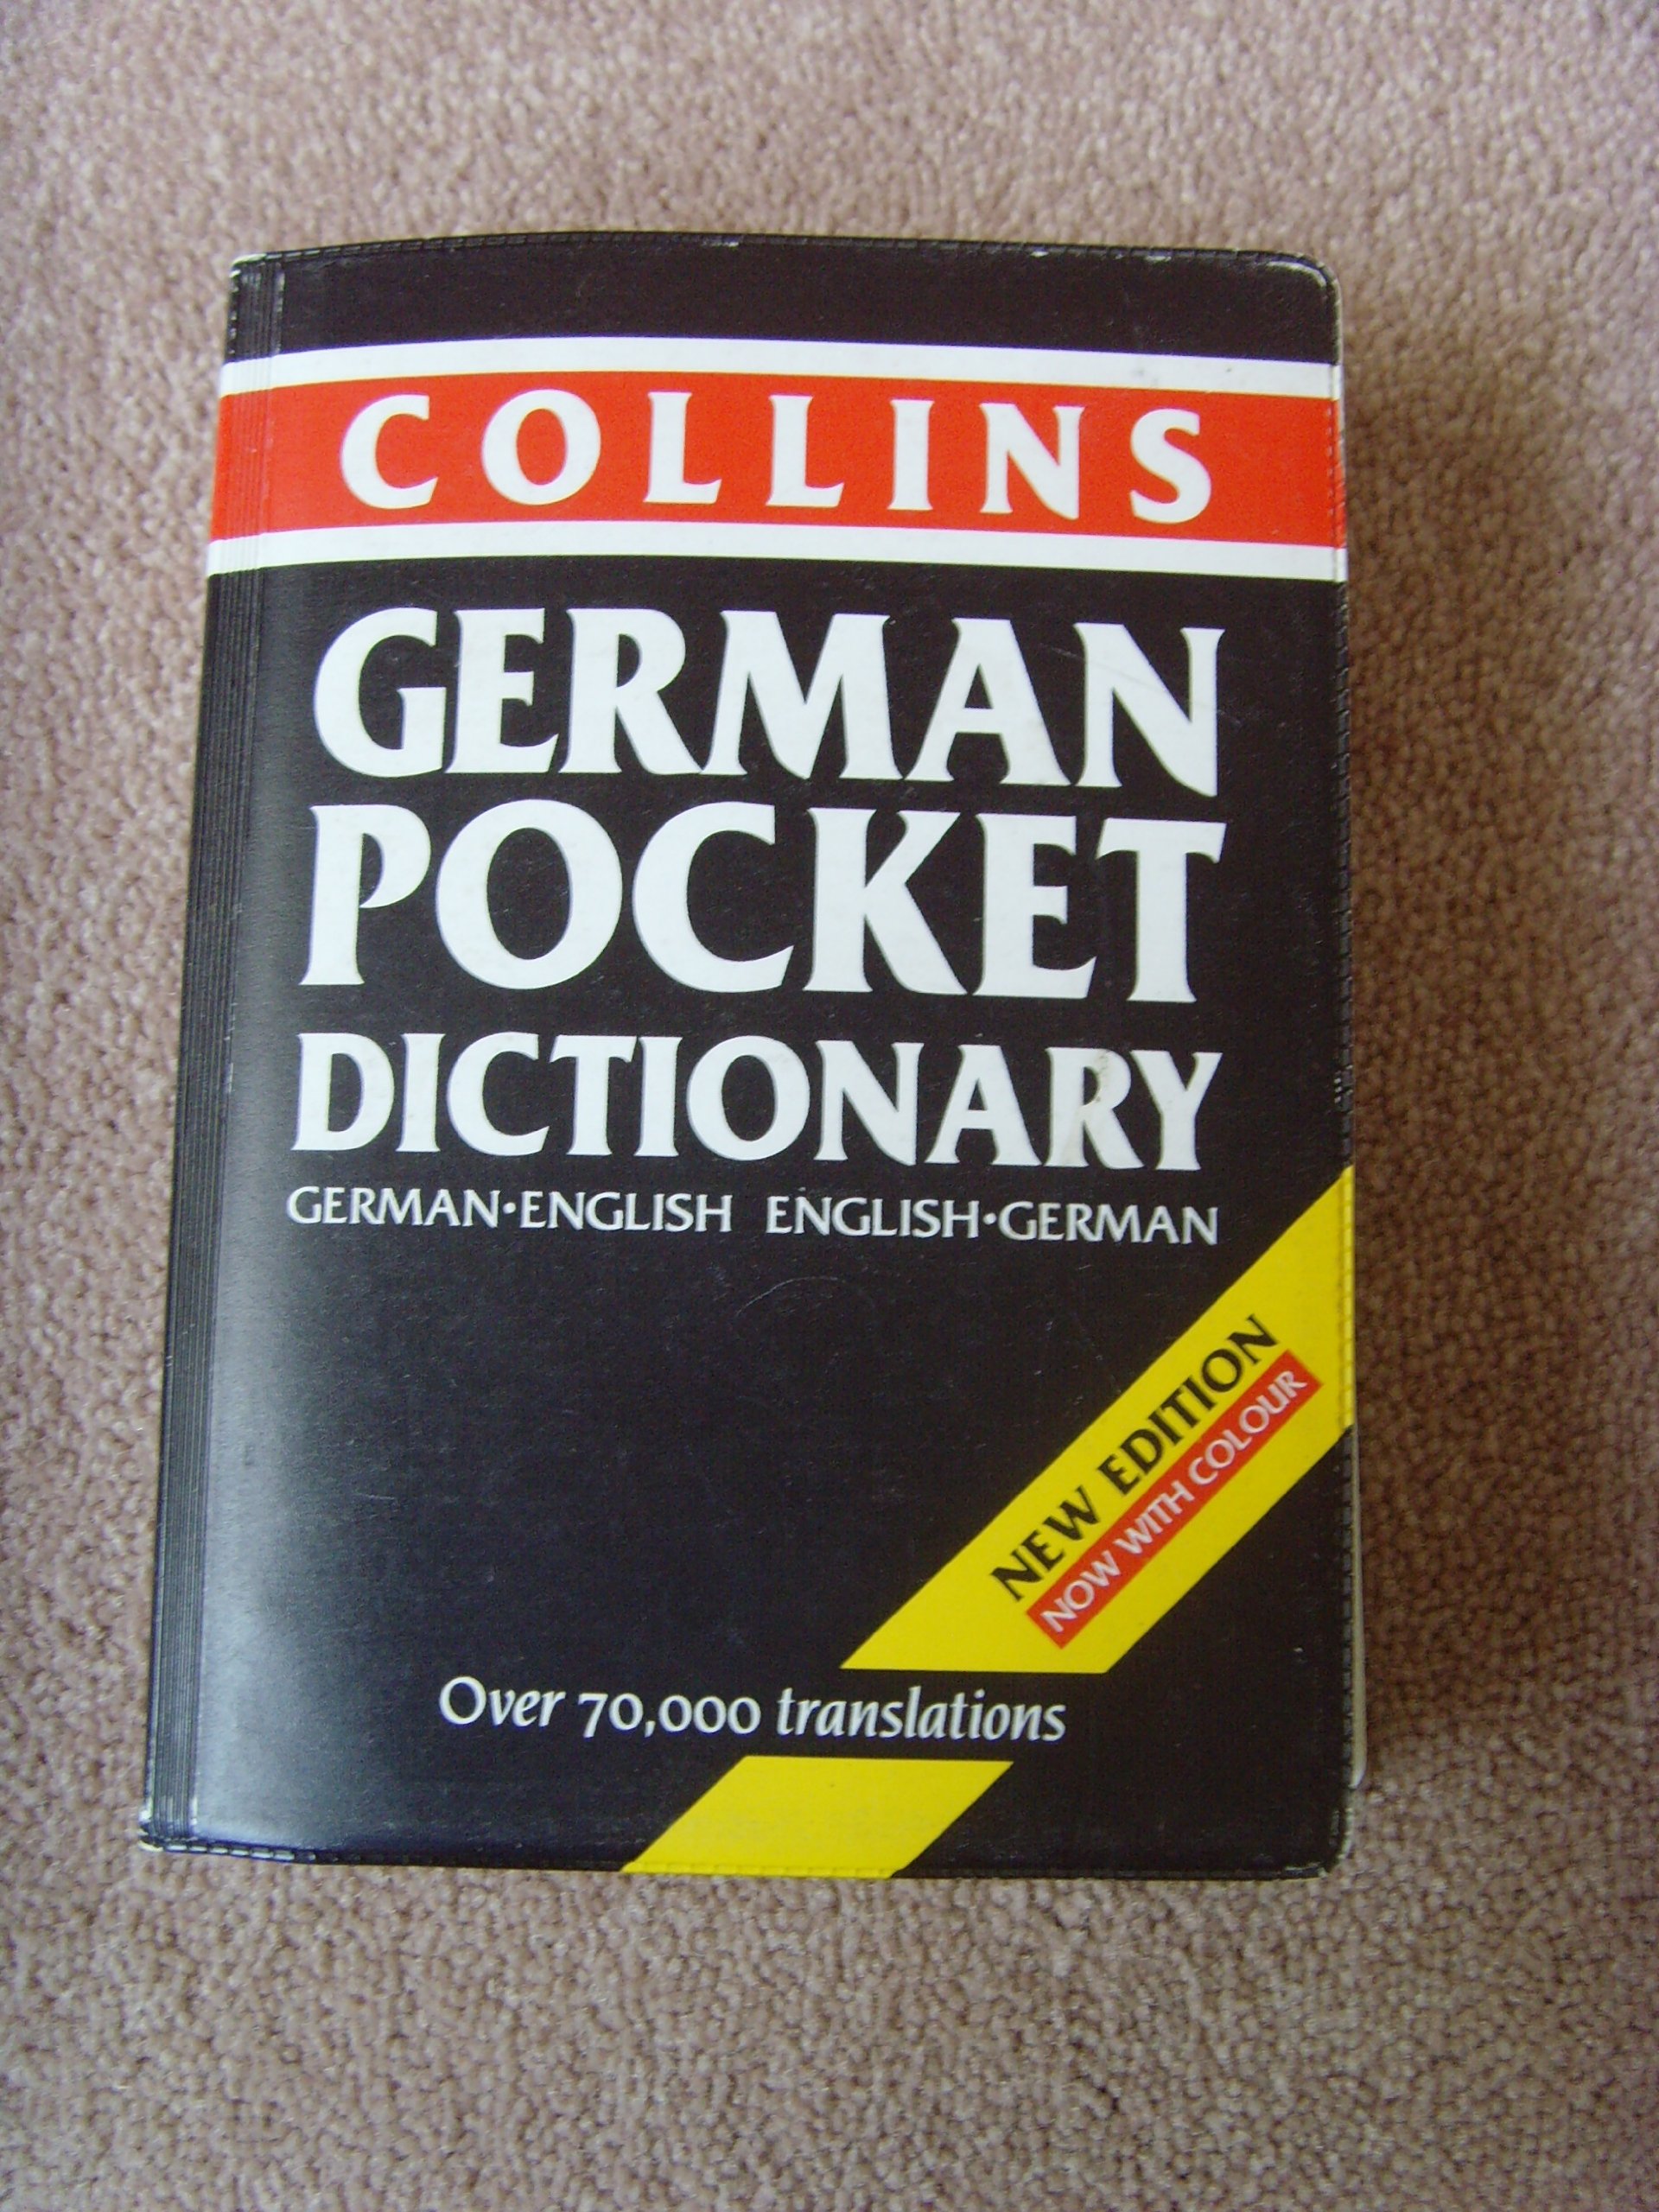 COLLINS
GERMAN
POCKET
DICTIONARY
GERMAN•ENGLISH ENGLISH•GERMAN
NEW EDITION
NOW WITH COLOUR
Over 70,000 translations